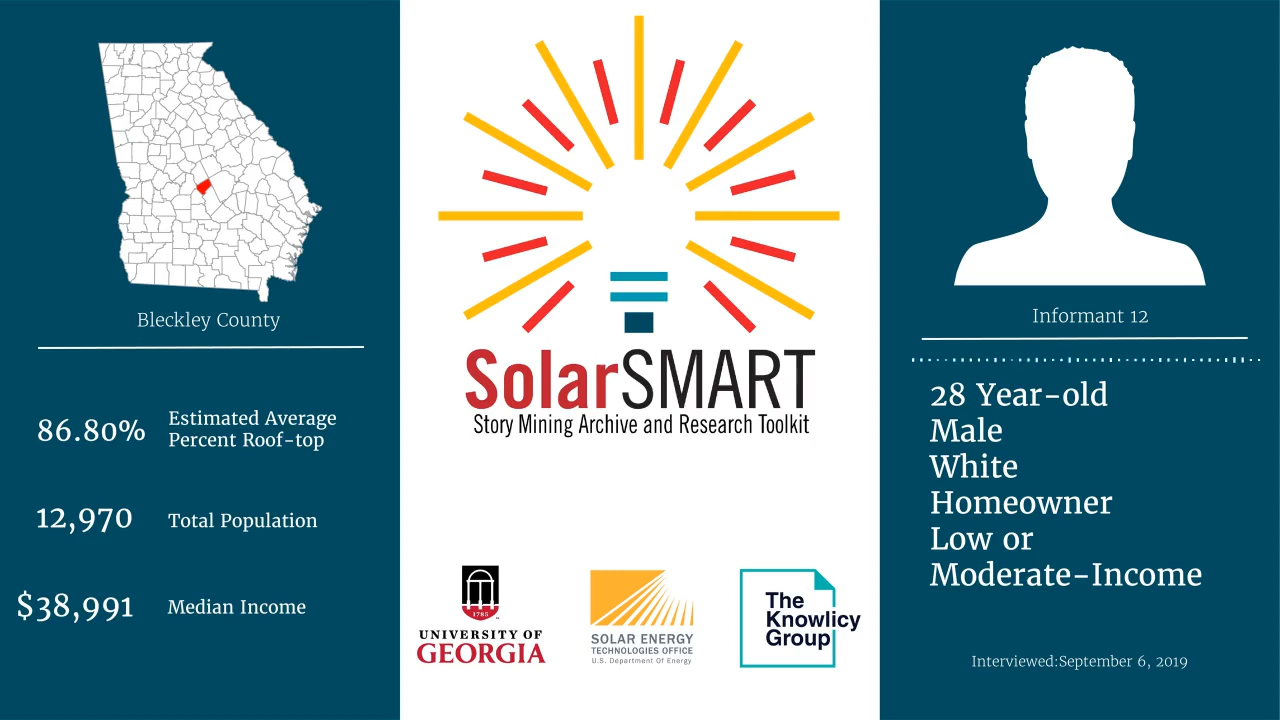 Bleckley County
86.80%
Estimated Average
Percent Roof-top
12,970
Total Population
$38,991
Median Income
SolarSMART
Story Mining Archive and Research Toolkit
1785
UNIVERSITY OF
GEORGIA
SOLAR ENERGY
TECHNOLOGIES OFFICE
U.S. Department Of Energy
The
Knowlicy
Group
Informant 12
28 Year-old
Male
White
Homeowner
Low or
Moderate-Income
Interviewed:September 6, 2019